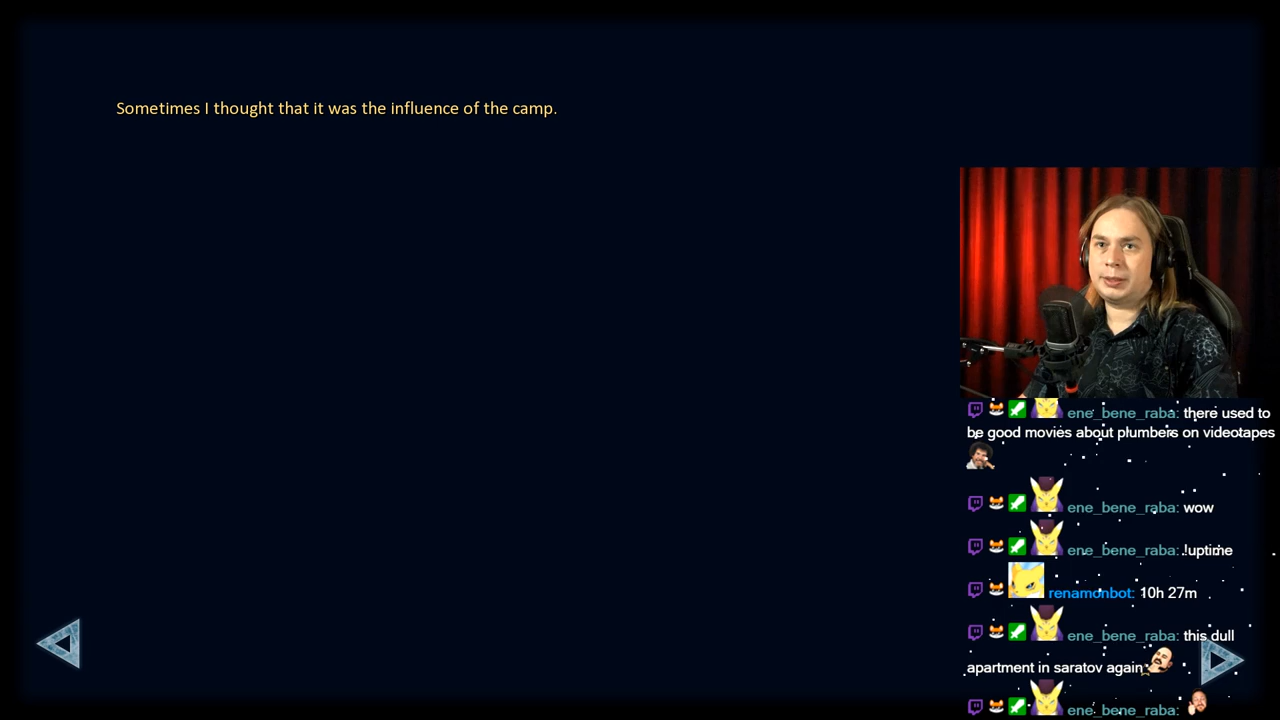 Sometimes I thought that it was the influence of the camp.
ene_bene_raba: there used to
be good movies about plumbers on videotapes
ene_bene_raba: wow
ene_bene_raba: !uptime
renamonbot: 10h 27m
ene_bene_raba: this dull
apartment in saratov again
ene_bene_raba: